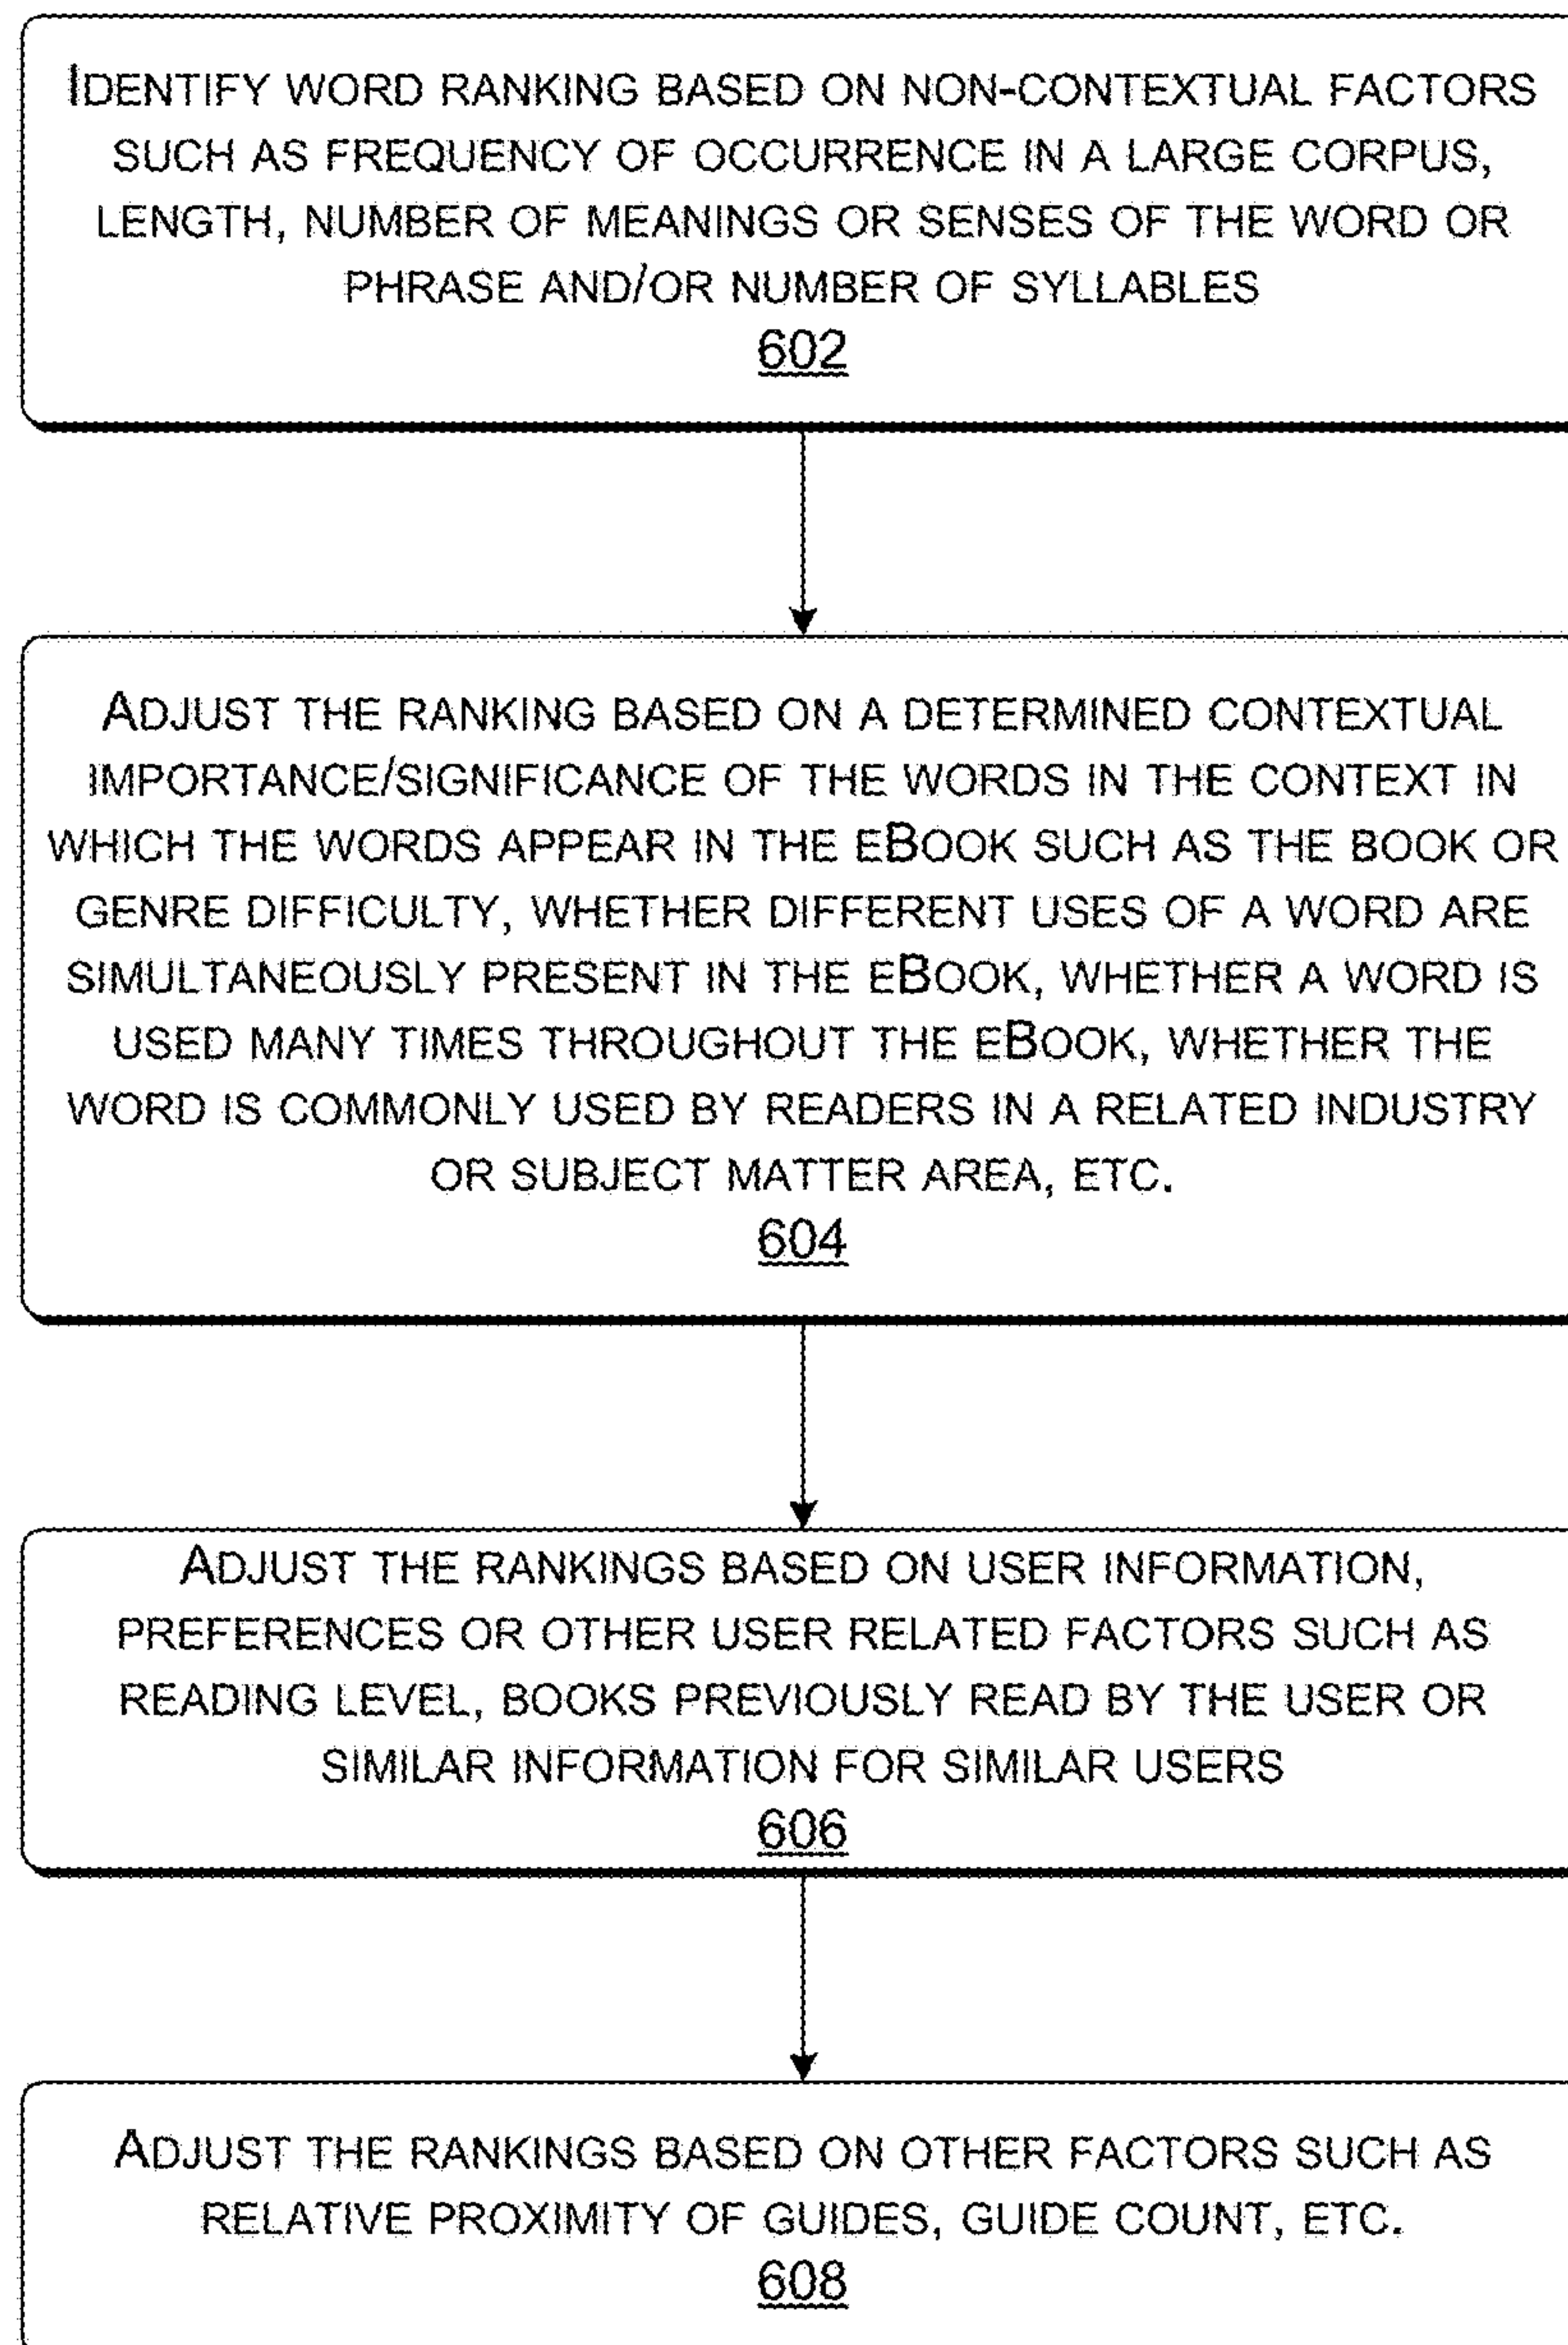 IDENTIFY WORD RANKING BASED ON NON-CONTEXTUAL FACTORS
SUCH AS FREQUENCY OF OCCURRENCE IN A LARGE CORPUS,
LENGTH, NUMBER OF MEANINGS OR SENSES OF THE WORD OR
PHRASE AND/OR NUMBER OF SYLLABLES
602
ADJUST THE RANKING BASED ON A DETERMINED CONTEXTUAL
IMPORTANCE/SIGNIFICANCE OF THE WORDS IN THE CONTEXT IN
WHICH THE WORDS APPEAR IN THE EBOOK SUCH AS THE BOOK OR
GENRE DIFFICULTY, WHETHER DIFFERENT USES OF A WORD ARE
SIMULTANEOUSLY PRESENT IN THE EBOOK, WHETHER A WORD IS
USED MANY TIMES THROUGHOUT THE EBOOK, WHETHER THE
WORD IS COMMONLY USED BY READERS IN A RELATED INDUSTRY
OR SUBJECT MATTER AREA, ETC.
604
ADJUST THE RANKINGS BASED ON USER INFORMATION,
PREFERENCES OR OTHER USER RELATED FACTORS SUCH AS
READING LEVEL, BOOKS PREVIOUSLY READ BY THE USER OR
SIMILAR INFORMATION FOR SIMILAR USERS
606
ADJUST THE RANKINGS BASED ON OTHER FACTORS SUCH AS
RELATIVE PROXIMITY OF GUIDES, GUIDE COUNT, ETC.
608